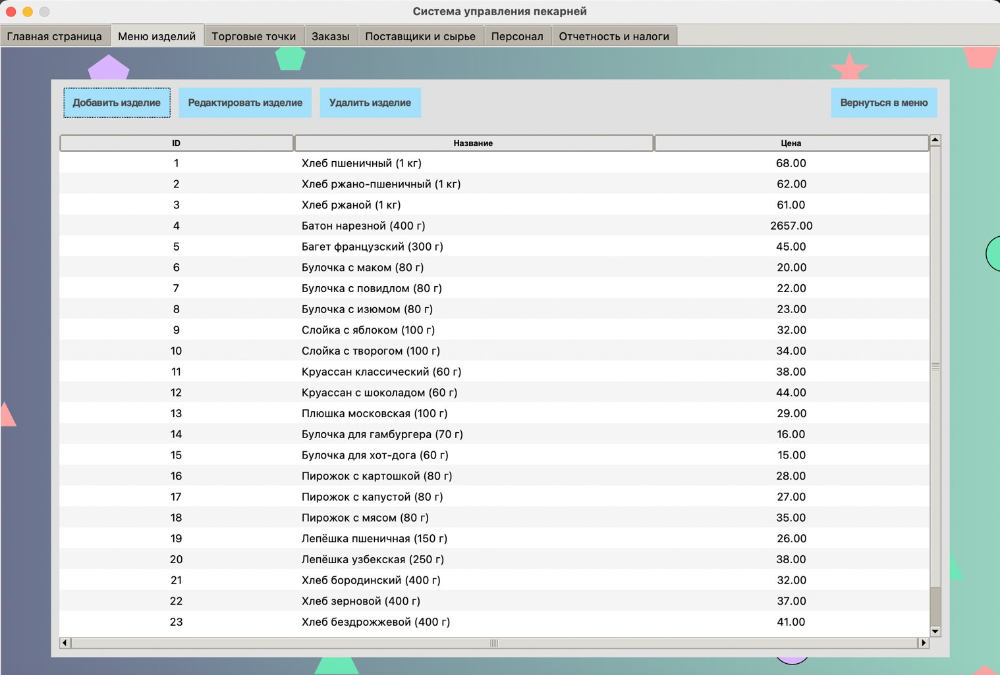 Система управления пекарней
Главная страница Меню изделий Торговые точки Заказы Поставщики и сырье Персонал Отчетность и налоги
Добавить изделие Редактировать изделие Удалить изделие Вернуться в меню
ID Название Цена
1 Хлеб пшеничный (1 кг) 68.00
2 Хлеб ржано-пшеничный (1 кг) 62.00
3 Хлеб ржаной (1 кг) 61.00
4 Батон нарезной (400 г) 2657.00
5 Багет французский (300 г) 45.00
6 Булочка с маком (80 г) 20.00
7 Булочка с повидлом (80 г) 22.00
8 Булочка с изюмом (80 г) 23.00
9 Слойка с яблоком (100 г) 32.00
10 Слойка с творогом (100 г) 34.00
11 Круассан классический (60 г) 38.00
12 Круассан с шоколадом (60 г) 44.00
13 Плюшка московская (100 г) 29.00
14 Булочка для гамбургера (70 г) 16.00
15 Булочка для хот-дога (60 г) 15.00
16 Пирожок с картошкой (80 г) 28.00
17 Пирожок с капустой (80 г) 27.00
18 Пирожок с мясом (80 г) 35.00
19 Лепёшка пшеничная (150 г) 26.00
20 Лепёшка узбекская (250 г) 38.00
21 Хлеб бородинский (400 г) 32.00
22 Хлеб зерновой (400 г) 37.00
23 Хлеб бездрожжевой (400 г) 41.00